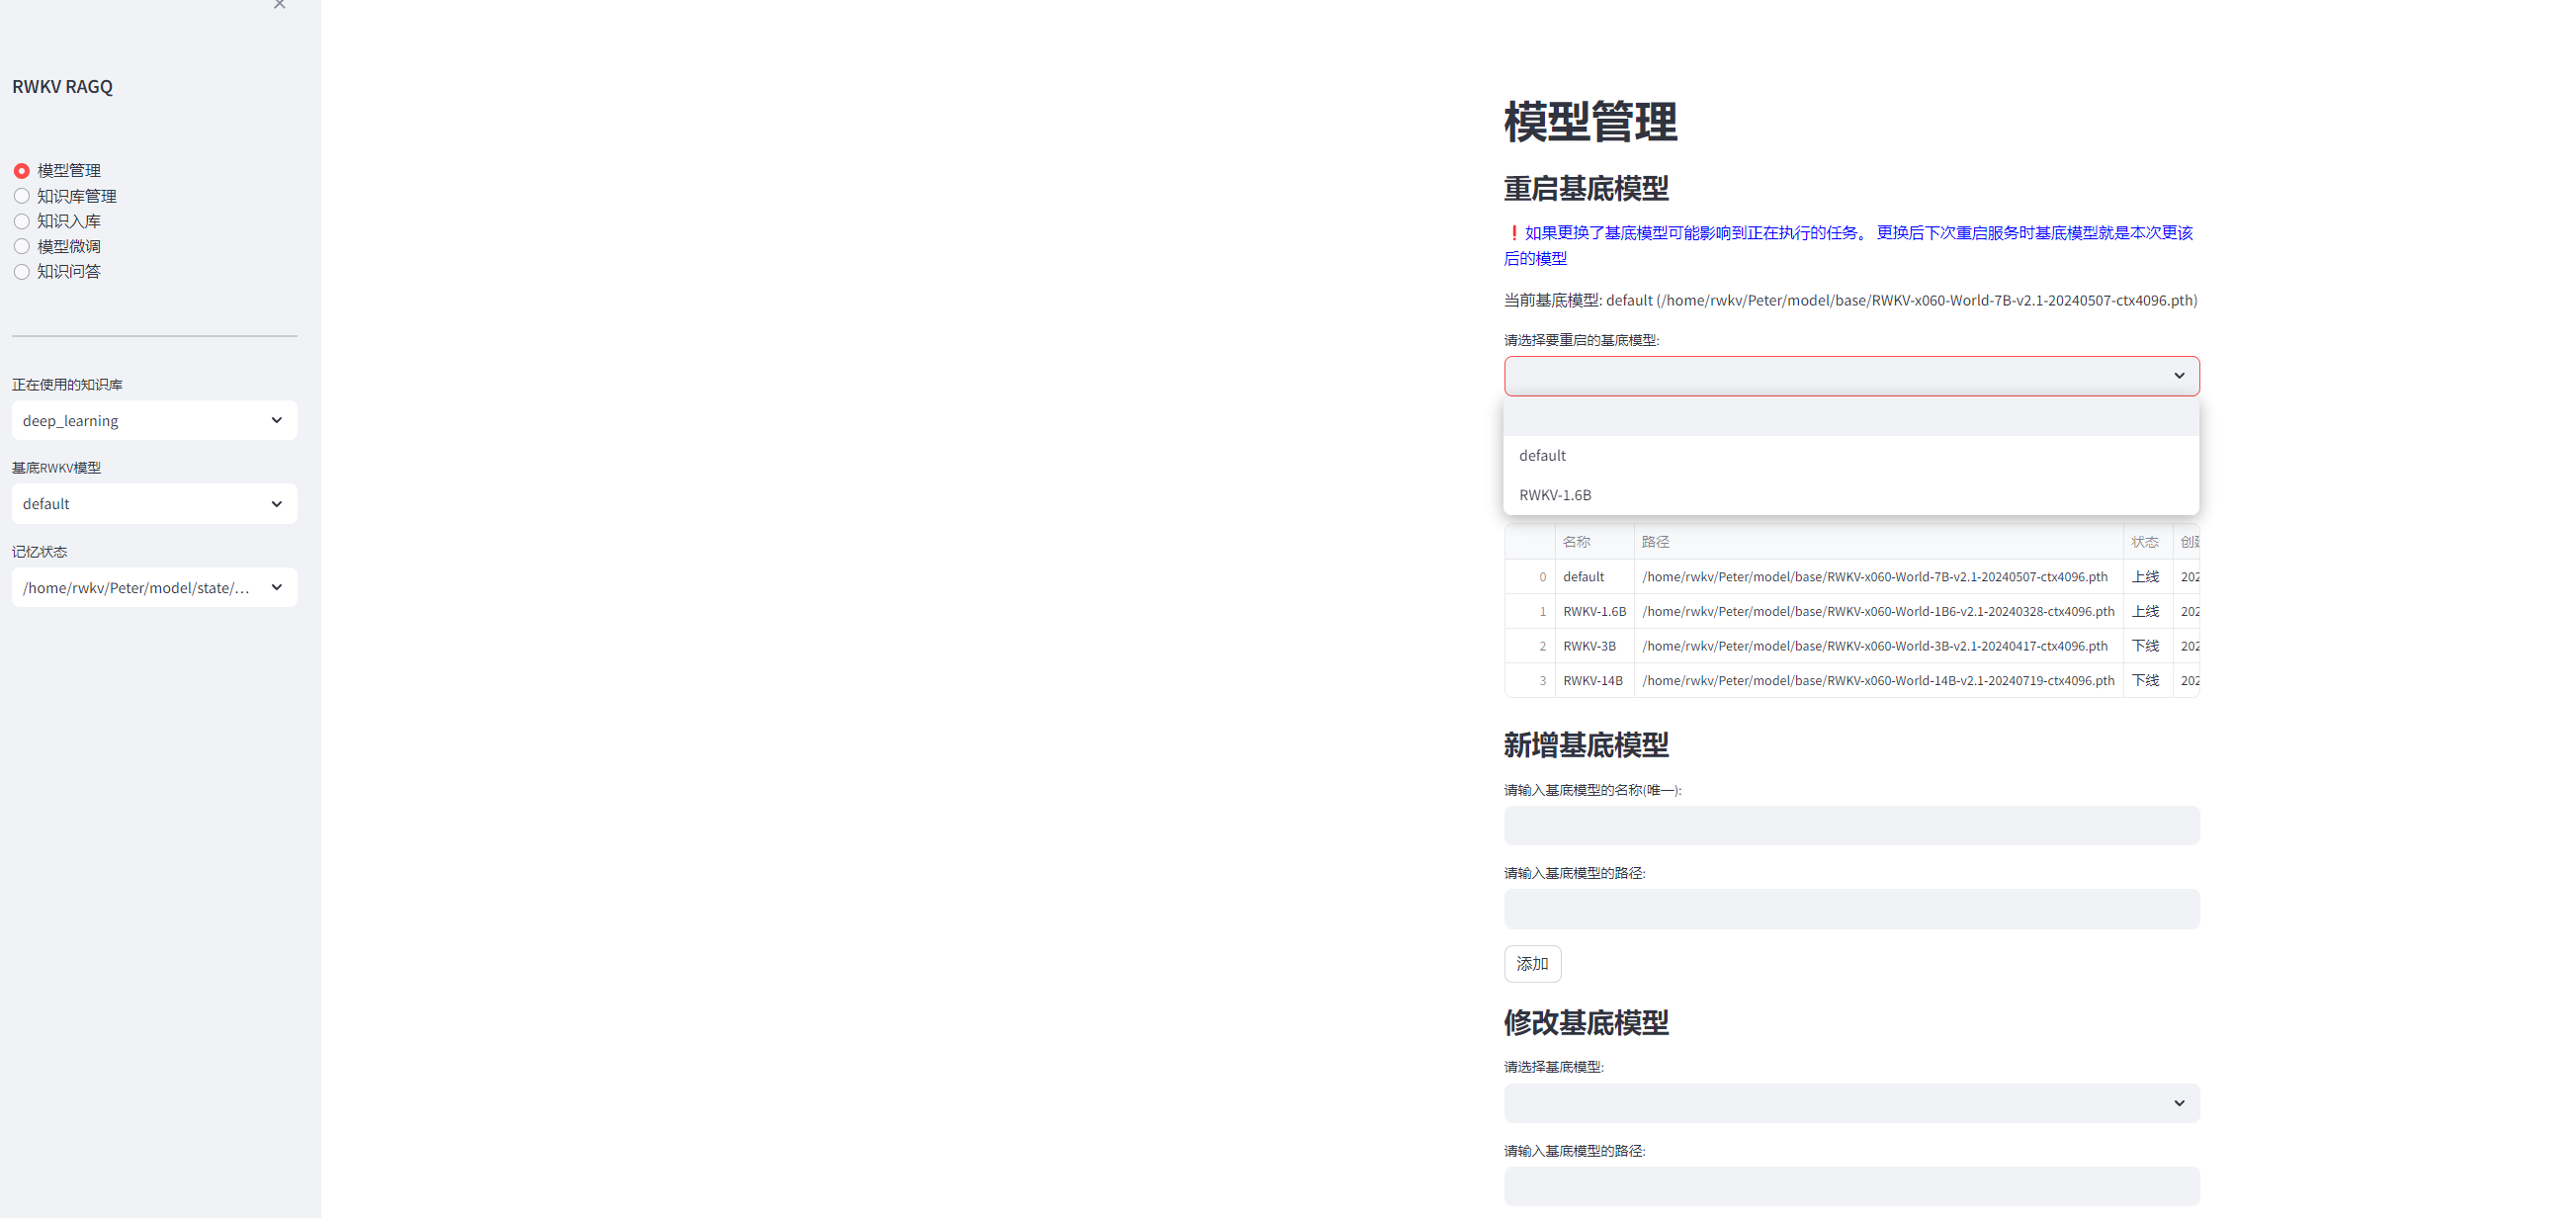 RWKV RAGQ
模型管理
知识库管理
知识入库
模型微调
知识问答
正在使用的知识库
deep_learning
基底RWKV模型
default
记忆状态
/home/rwkv/Peter/model/state/...
模型管理
重启基底模型
❗如果更换了基底模型可能影响到正在执行的任务。 更换后下次重启服务时基底模型就是本次更该
后的模型
当前基底模型: default (/home/rwkv/Peter/model/base/RWKV-x060-World-7B-v2.1-20240507-ctx4096.pth)
请选择要重启的基底模型:
default
RWKV-1.6B
名称 路径 状态
0 default /home/rwkv/Peter/model/base/RWKV-x060-World-7B-v2.1-20240507-ctx4096.pth 上线 202
1 RWKV-1.6B /home/rwkv/Peter/model/base/RWKV-x060-World-1B6-v2.1-20240328-ctx4096.pth 上线 202
2 RWKV-3B /home/rwkv/Peter/model/base/RWKV-x060-World-3B-v2.1-20240417-ctx4096.pth 下线 202
3 RWKV-14B /home/rwkv/Peter/model/base/RWKV-x060-World-14B-v2.1-20240719-ctx4096.pth 下线 202
新增基底模型
请输入基底模型的名称(唯一):
请输入基底模型的路径:
添加
修改基底模型
请选择基底模型:
请输入基底模型的路径: